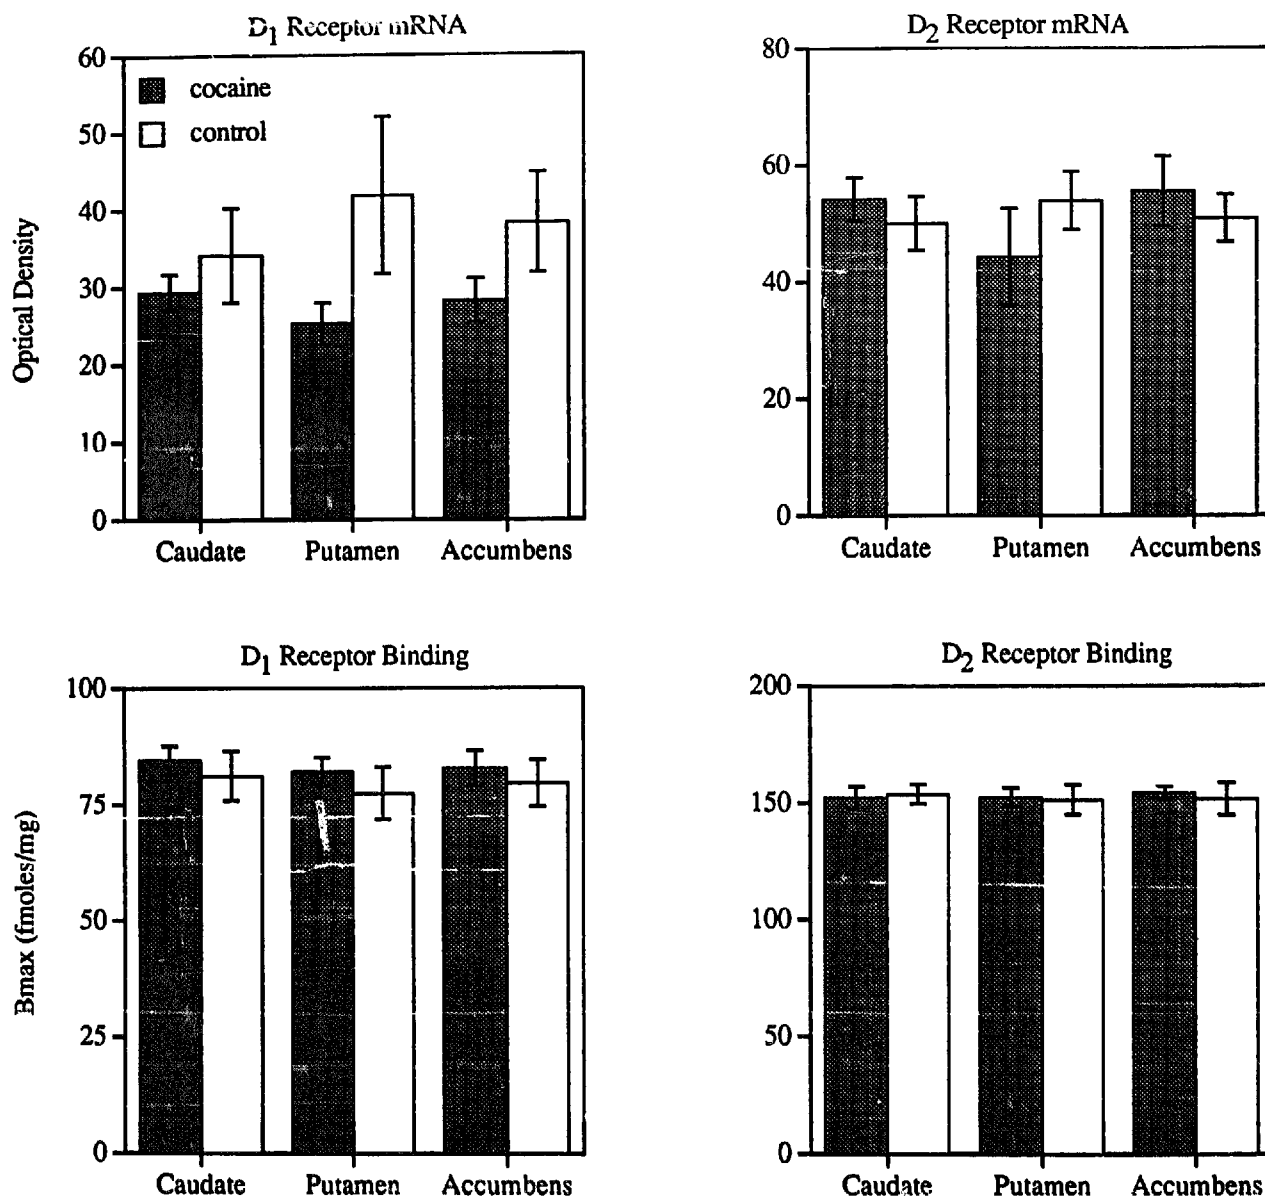 D1 Receptor mRNA
60
50
40
30
20
10
0
cocaine
control
Optical Density
Caudate Putamen Accumbens
D2 Receptor mRNA
80
60
40
20
0
Caudate Putamen Accumbens
D1 Receptor Binding
100
75
50
25
0
Bmax (fmoles/mg)
Caudate Putamen Accumbens
D2 Receptor Binding
200
150
100
50
0
Caudate Putamen Accumbens